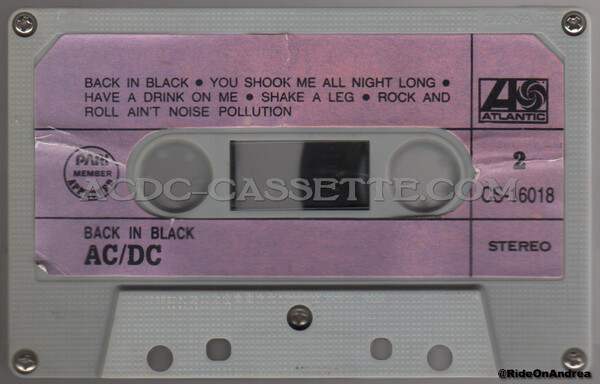 BACK IN BLACK • YOU SHOOK ME ALL NIGHT LONG •
HAVE A DRINK ON ME • SHAKE A LEG • ROCK AND
ROLL AIN'T NOISE POLLUTION
ATLANTIC
PARI
MEMBER
2
ACDC-CASSETTE.COM
CS-16018
BACK IN BLACK
AC/DC
STEREO
@RideOnAndrea